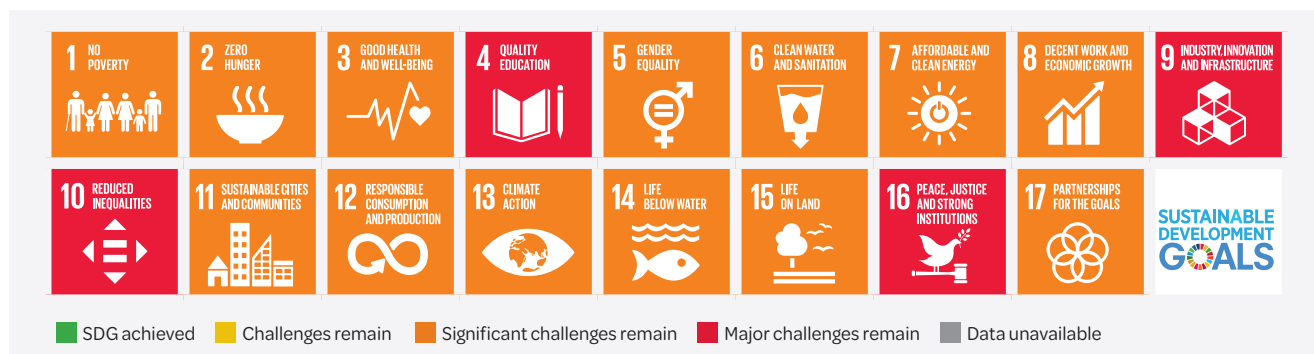 1 NO
POVERTY
2 ZERO
HUNGER
3 GOOD HEALTH
AND WELL-BEING
4 QUALITY
EDUCATION
5 GENDER
EQUALITY
6 CLEAN WATER
AND SANITATION
7 AFFORDABLE AND
CLEAN ENERGY
8 DECENT WORK AND
ECONOMIC GROWTH
9 INDUSTRY, INNOVATION
AND INFRASTRUCTURE
10 REDUCED
INEQUALITIES
11 SUSTAINABLE CITIES
AND COMMUNITIES
12 RESPONSIBLE
CONSUMPTION
AND PRODUCTION
13 CLIMATE
ACTION
14 LIFE
BELOW WATER
15 LIFE
ON LAND
16 PEACE, JUSTICE
AND STRONG
INSTITUTIONS
17 PARTNERSHIPS
FOR THE GOALS
SUSTAINABLE
DEVELOPMENT
GOALS
SDG achieved
Challenges remain
Significant challenges remain
Major challenges remain
Data unavailable